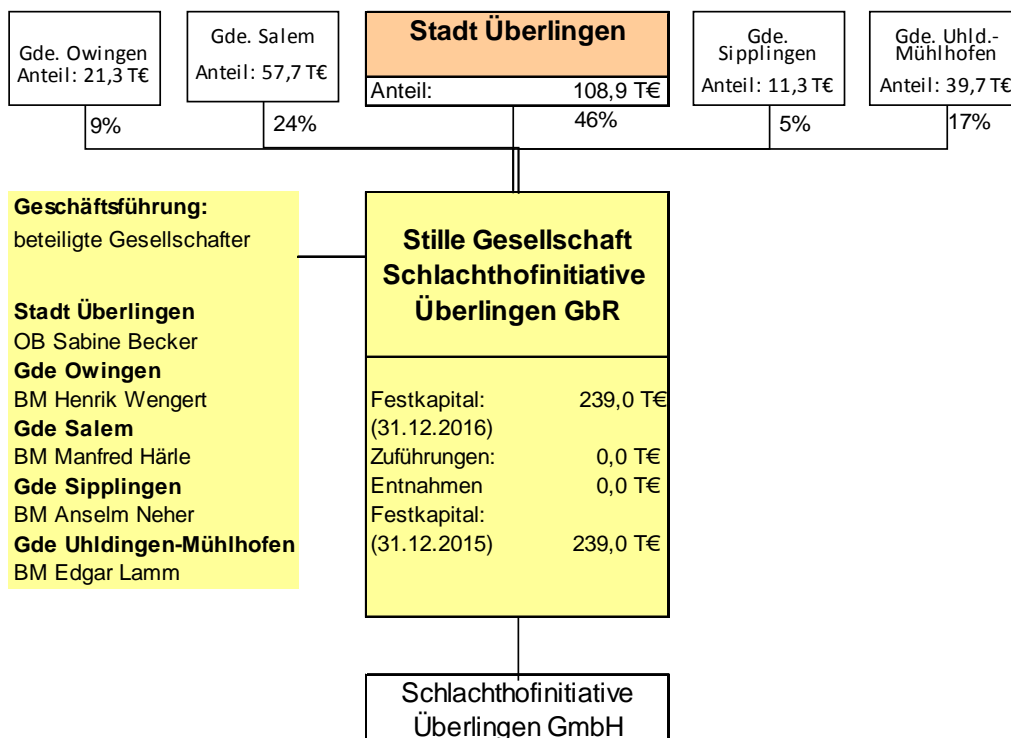 Gde. Owingen
Anteil: 21,3 T€
Gde. Salem
Anteil: 57,7 T€
Stadt Überlingen
Anteil: 108,9 T€
Gde.
Sipplingen
Anteil: 11,3 T€
Gde. Uhld.-
Mühlhofen
Anteil: 39,7 T€
9%
24%
46%
5%
17%
Geschäftsführung:
beteiligte Gesellschafter
Stadt Überlingen
OB Sabine Becker
Gde Owingen
BM Henrik Wengert
Gde Salem
BM Manfred Härle
Gde Sipplingen
BM Anselm Neher
Gde Uhldingen-Mühlhofen
BM Edgar Lamm
Stille Gesellschaft
Schlachthofinitiative
Überlingen GbR
Festkapital: 239,0 T€
(31.12.2016)
Zuführungen: 0,0 T€
Entnahmen 0,0 T€
Festkapital:
(31.12.2015) 239,0 T€
Schlachthofinitiative
Überlingen GmbH